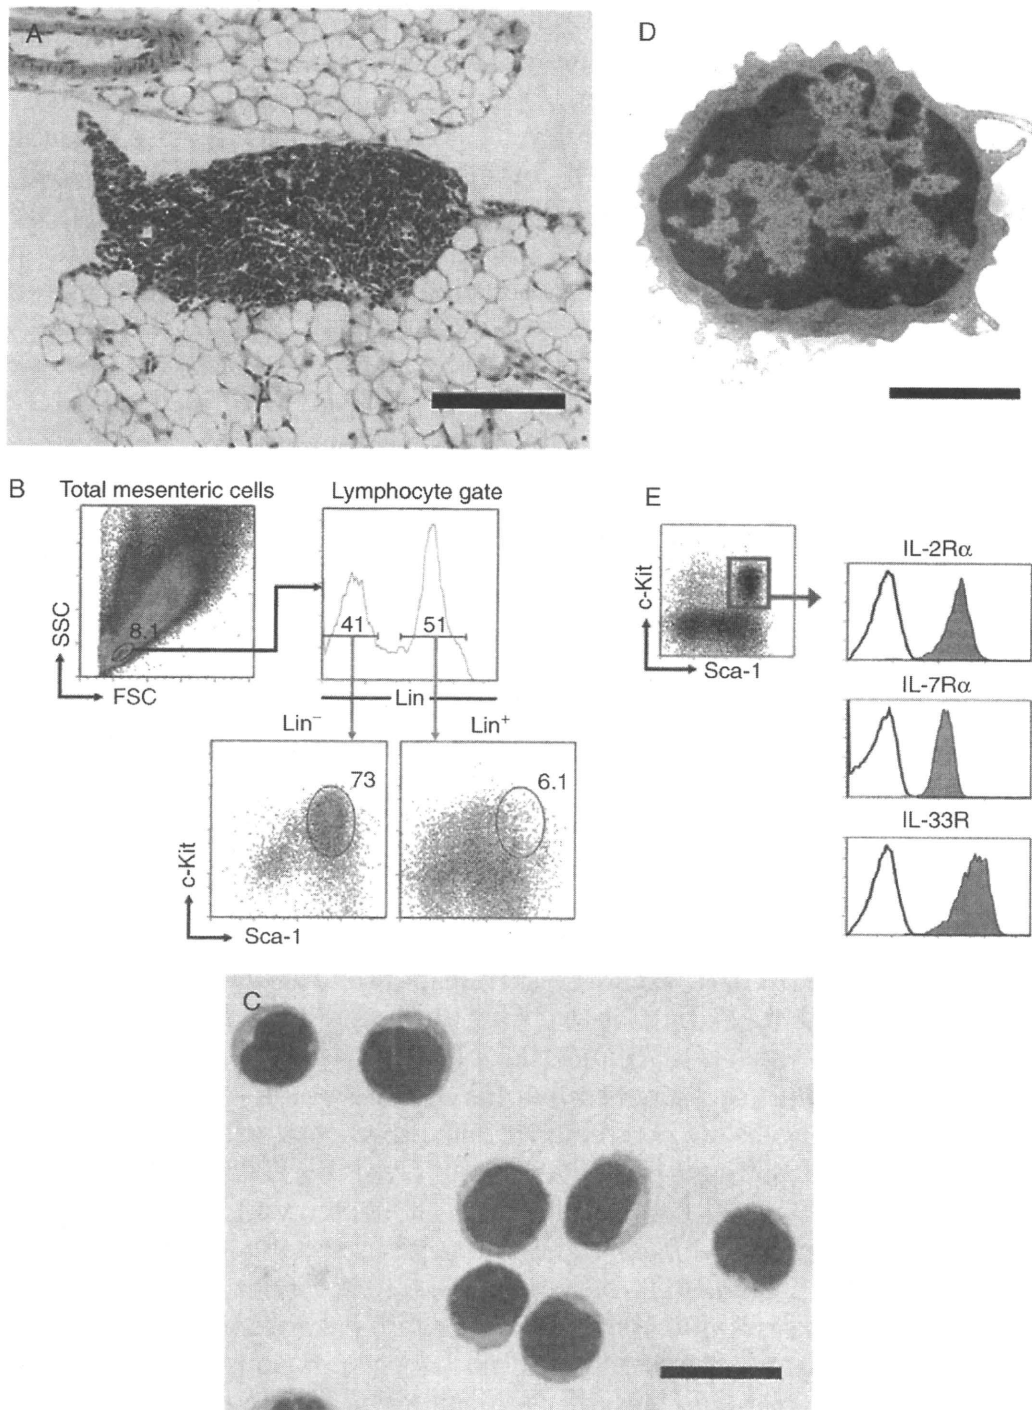 A
D
B
Total mesenteric cells
Lymphocyte gate
SSC
8.1
FSC
41
51
Lin
Lin⁻
Lin⁺
c-Kit
73
6.1
Sca-1
E
c-Kit
Sca-1
IL-2Rα
IL-7Rα
IL-33R
C